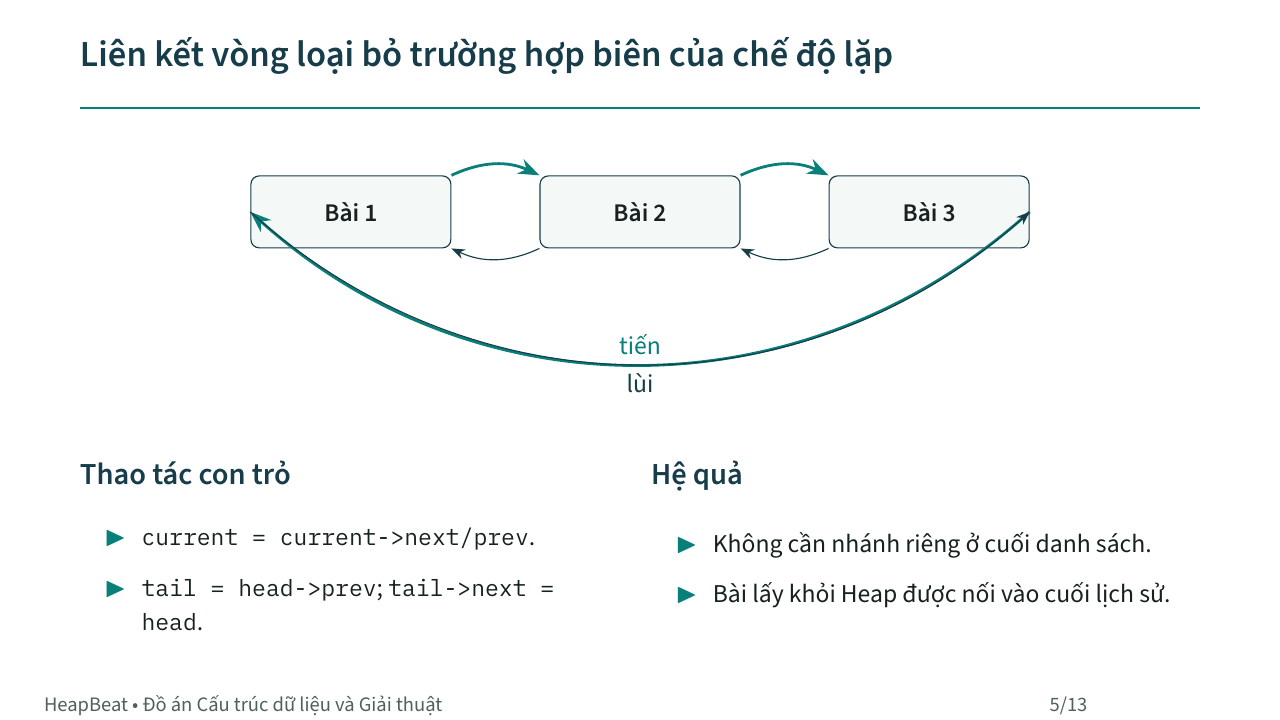 Liên kết vòng loại bỏ trường hợp biên của chế độ lặp
Bài 1
Bài 2
Bài 3
tiến
lùi
Thao tác con trỏ
current = current->next/prev.
tail = head->prev; tail->next =
head.
Hệ quả
Không cần nhánh riêng ở cuối danh sách.
Bài lấy khỏi Heap được nối vào cuối lịch sử.
HeapBeat • Đồ án Cấu trúc dữ liệu và Giải thuật
5/13